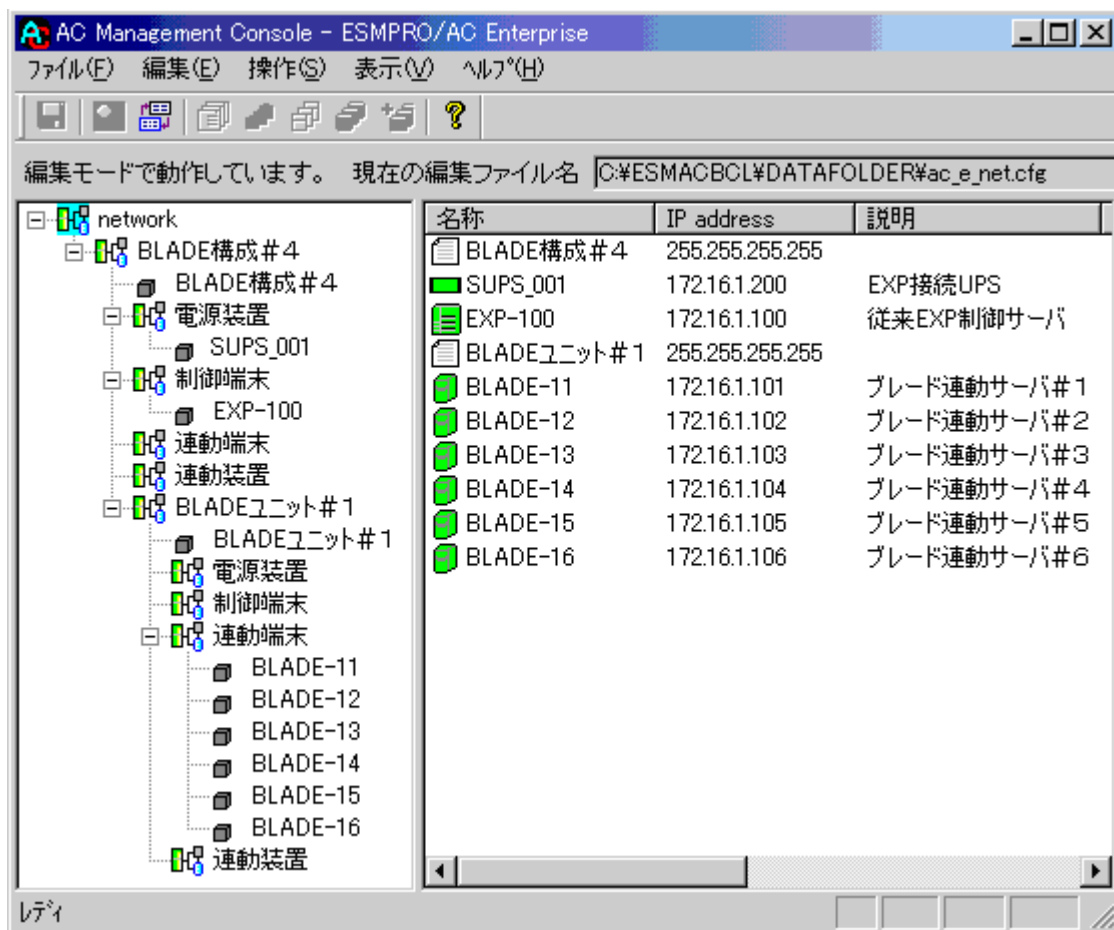 AC Management Console - ESMPRO/AC Enterprise
ファイル(F) 編集(E) 操作(S) 表示(V) ヘルプ(H)
編集モードで動作しています。 現在の編集ファイル名 C:¥ESMACBCL¥DATAFOLDER¥ac_e_net.cfg
network
BLADE構成#4
BLADE構成#4
電源装置
SUPS_001
制御端末
EXP-100
連動端末
連動装置
BLADEユニット#1
BLADEユニット#1
電源装置
制御端末
連動端末
BLADE-11
BLADE-12
BLADE-13
BLADE-14
BLADE-15
BLADE-16
連動装置
名称 IP address 説明
BLADE構成#4 255.255.255.255
SUPS_001 172.16.1.200 EXP接続UPS
EXP-100 172.16.1.100 従来EXP制御サーバ
BLADEユニット#1 255.255.255.255
BLADE-11 172.16.1.101 ブレード連動サーバ#1
BLADE-12 172.16.1.102 ブレード連動サーバ#2
BLADE-13 172.16.1.103 ブレード連動サーバ#3
BLADE-14 172.16.1.104 ブレード連動サーバ#4
BLADE-15 172.16.1.105 ブレード連動サーバ#5
BLADE-16 172.16.1.106 ブレード連動サーバ#6
レディ